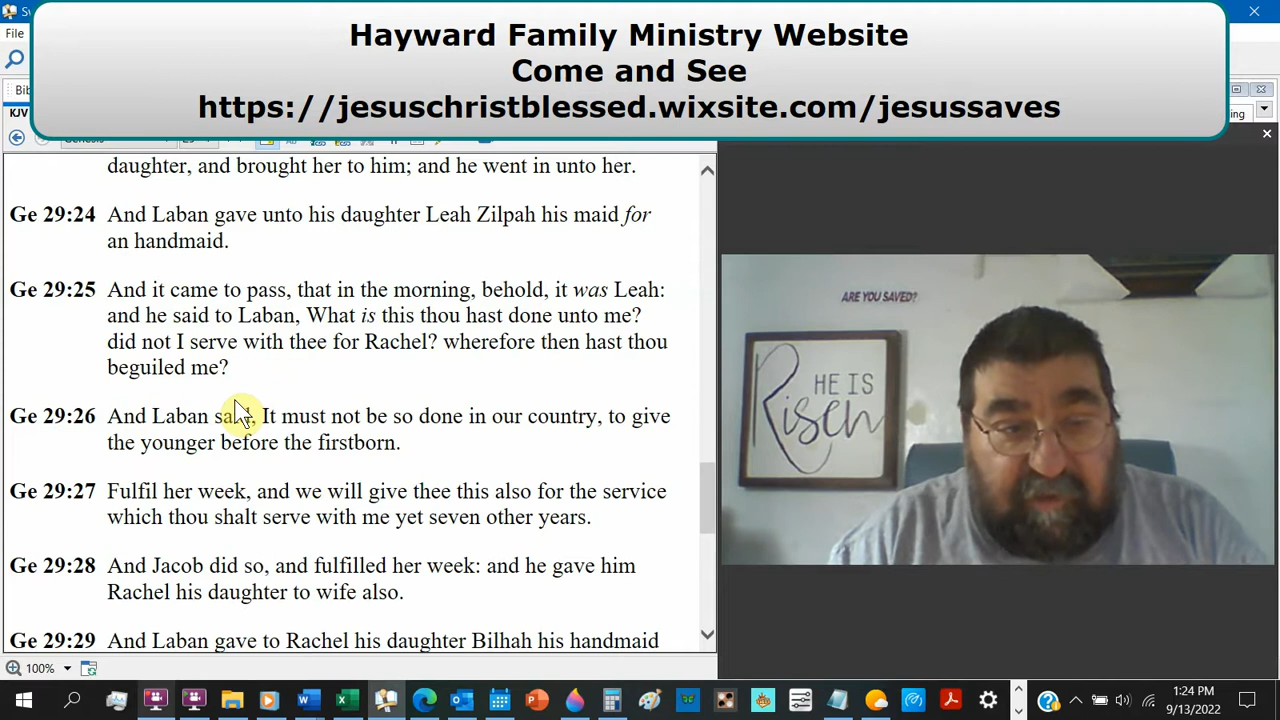 Hayward Family Ministry Website
Come and See
https://jesuschristblessed.wixsite.com/jesussaves
File
KJV
daughter, and brought her to him; and he went in unto her.
Ge 29:24 And Laban gave unto his daughter Leah Zilpah his maid for
an handmaid.
Ge 29:25 And it came to pass, that in the morning, behold, it was Leah:
and he said to Laban, What is this thou hast done unto me?
did not I serve with thee for Rachel? wherefore then hast thou
beguiled me?
Ge 29:26 And Laban said, It must not be so done in our country, to give
the younger before the firstborn.
Ge 29:27 Fulfil her week, and we will give thee this also for the service
which thou shalt serve with me yet seven other years.
Ge 29:28 And Jacob did so, and fulfilled her week: and he gave him
Rachel his daughter to wife also.
Ge 29:29 And Laban gave to Rachel his daughter Bilhah his handmaid
100%
ARE YOU SAVED?
HE IS
Risen
1:24 PM
9/13/2022